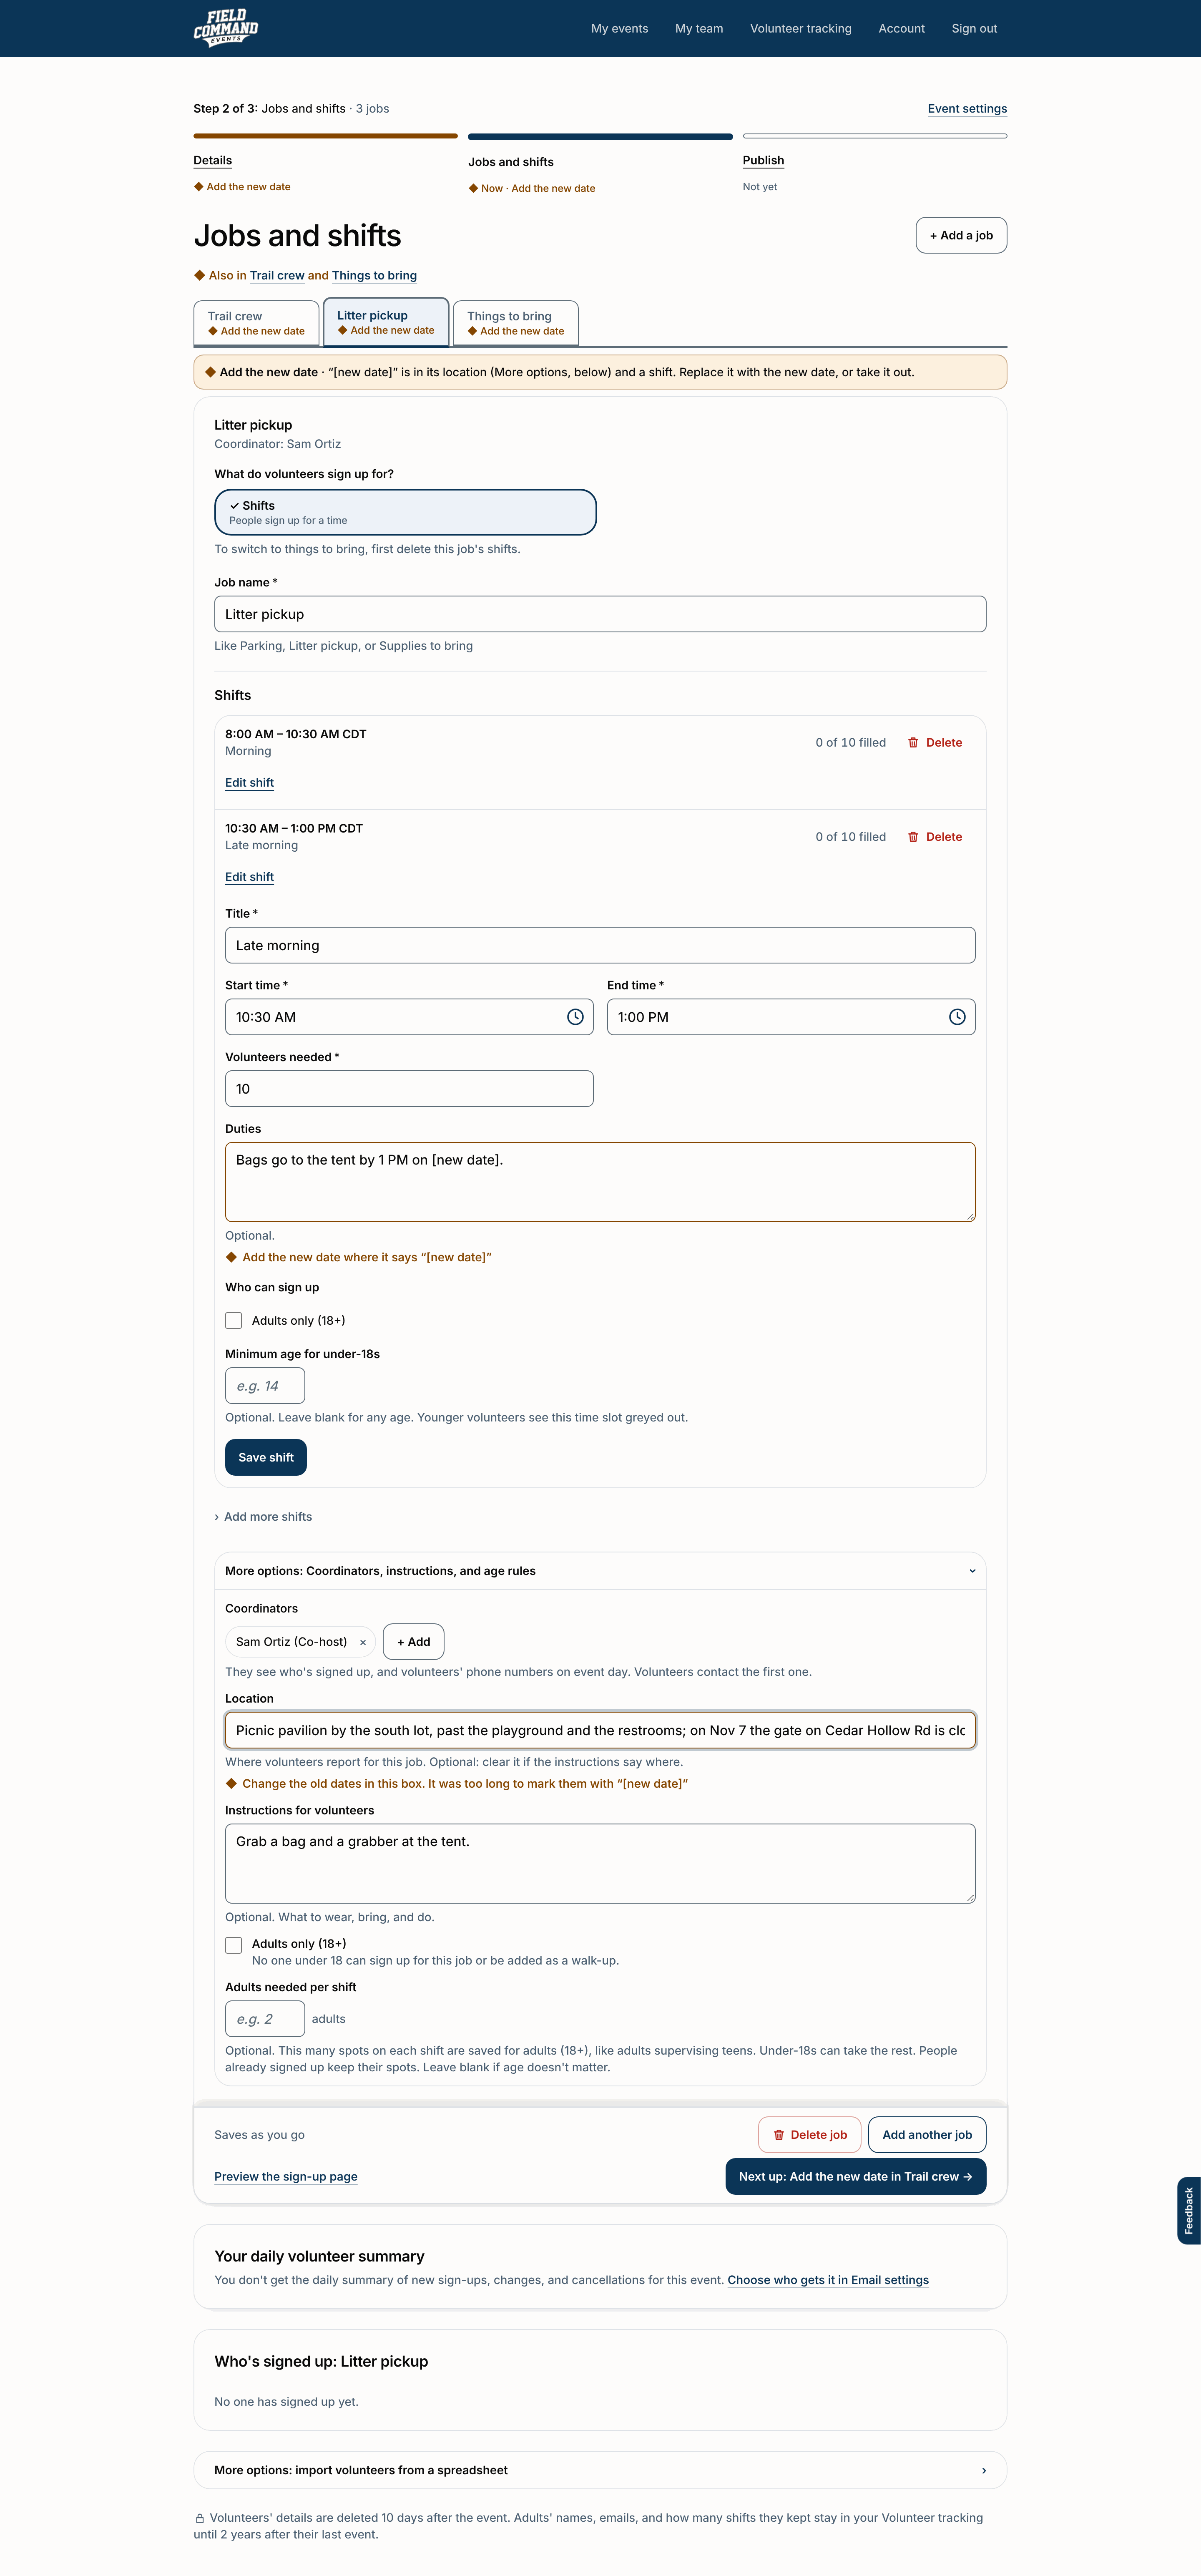 FIELD
COMMAND
EVENTS
My events
My team
Volunteer tracking
Account
Sign out
Step 2 of 3: Jobs and shifts · 3 jobs
Event settings
Details
◆ Add the new date
Jobs and shifts
◆ Now · Add the new date
Publish
Not yet
Jobs and shifts
+ Add a job
◆ Also in Trail crew and Things to bring
Trail crew
◆ Add the new date
Litter pickup
◆ Add the new date
Things to bring
◆ Add the new date
◆ Add the new date · “[new date]” is in its location (More options, below) and a shift. Replace it with the new date, or take it out.
Litter pickup
Coordinator: Sam Ortiz
What do volunteers sign up for?
✓ Shifts
People sign up for a time
To switch to things to bring, first delete this job's shifts.
Job name *
Litter pickup
Like Parking, Litter pickup, or Supplies to bring
Shifts
8:00 AM – 10:30 AM CDT
Morning
0 of 10 filled
Delete
Edit shift
10:30 AM – 1:00 PM CDT
Late morning
0 of 10 filled
Delete
Edit shift
Title *
Late morning
Start time *
10:30 AM
End time *
1:00 PM
Volunteers needed *
10
Duties
Bags go to the tent by 1 PM on [new date].
Optional.
◆ Add the new date where it says “[new date]”
Who can sign up
Adults only (18+)
Minimum age for under-18s
e.g. 14
Optional. Leave blank for any age. Younger volunteers see this time slot greyed out.
Save shift
› Add more shifts
More options: Coordinators, instructions, and age rules
Coordinators
Sam Ortiz (Co-host) ×
+ Add
They see who's signed up, and volunteers' phone numbers on event day. Volunteers contact the first one.
Location
Picnic pavilion by the south lot, past the playground and the restrooms; on Nov 7 the gate on Cedar Hollow Rd is clo
Where volunteers report for this job. Optional: clear it if the instructions say where.
◆ Change the old dates in this box. It was too long to mark them with “[new date]”
Instructions for volunteers
Grab a bag and a grabber at the tent.
Optional. What to wear, bring, and do.
Adults only (18+)
No one under 18 can sign up for this job or be added as a walk-up.
Adults needed per shift
e.g. 2
adults
Optional. This many spots on each shift are saved for adults (18+), like adults supervising teens. Under-18s can take the rest. People
already signed up keep their spots. Leave blank if age doesn't matter.
Saves as you go
Delete job
Add another job
Preview the sign-up page
Next up: Add the new date in Trail crew →
Feedback
Your daily volunteer summary
You don't get the daily summary of new sign-ups, changes, and cancellations for this event. Choose who gets it in Email settings
Who's signed up: Litter pickup
No one has signed up yet.
More options: import volunteers from a spreadsheet ›
Volunteers' details are deleted 10 days after the event. Adults' names, emails, and how many shifts they kept stay in your Volunteer tracking
until 2 years after their last event.